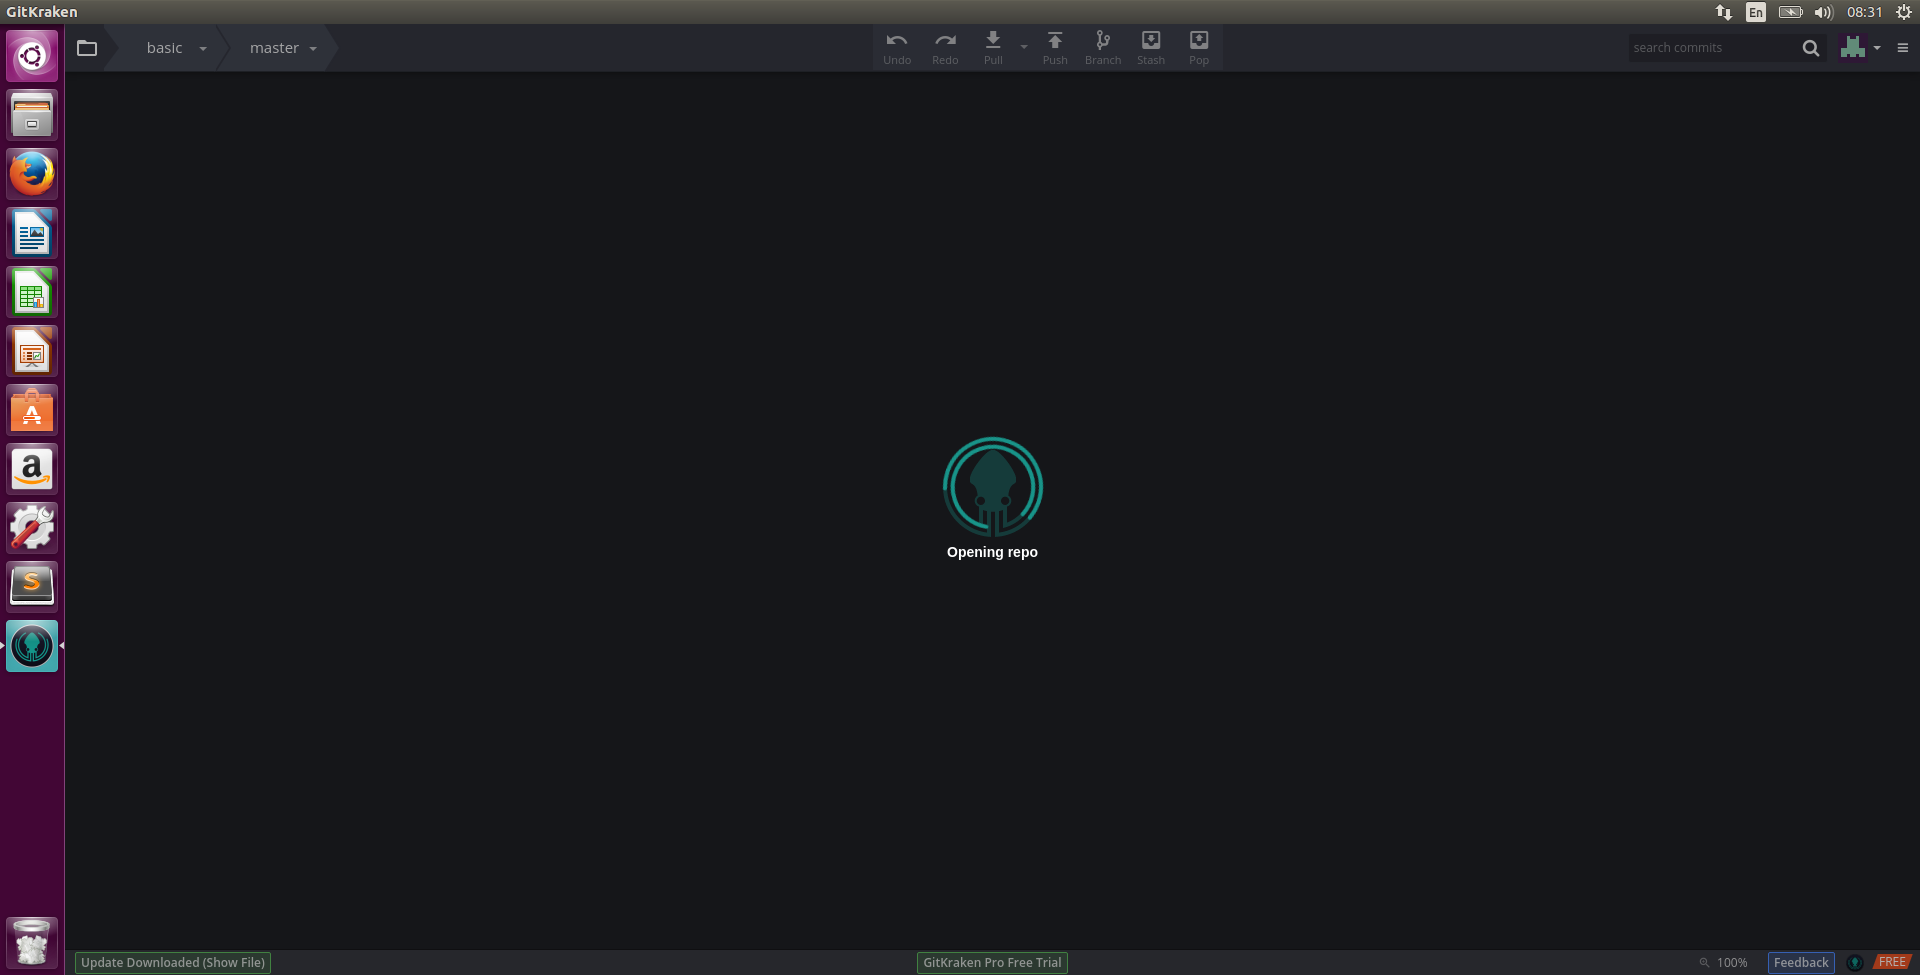 GitKraken
En
08:31
basic
master
Undo
Redo
Pull
Push
Branch
Stash
Pop
search commits
Opening repo
Update Downloaded (Show File)
GitKraken Pro Free Trial
100%
Feedback
FREE